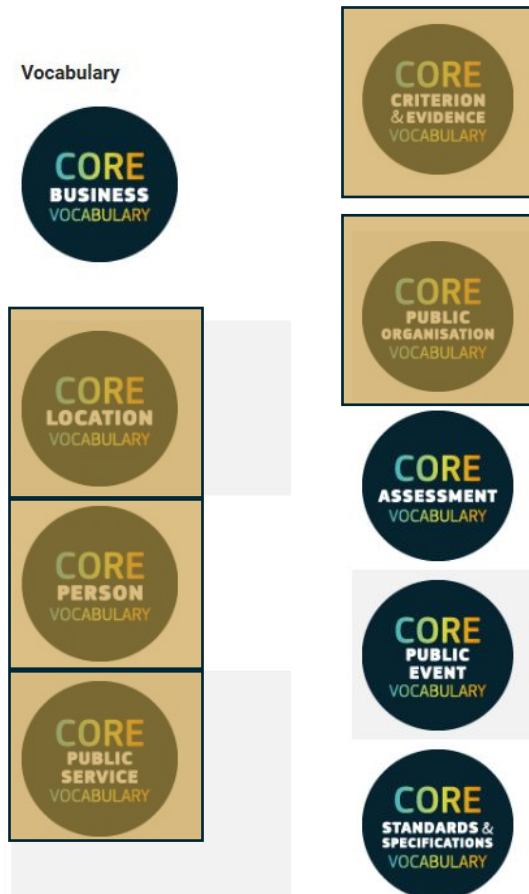 Vocabulary
CORE
BUSINESS
VOCABULARY
CORE
LOCATION
VOCABULARY
CORE
PERSON
VOCABULARY
CORE
PUBLIC
SERVICE
VOCABULARY
CORE
CRITERION
& EVIDENCE
VOCABULARY
CORE
PUBLIC
ORGANISATION
VOCABULARY
CORE
ASSESSMENT
VOCABULARY
CORE
PUBLIC
EVENT
VOCABULARY
CORE
STANDARDS &
SPECIFICATIONS
VOCABULARY